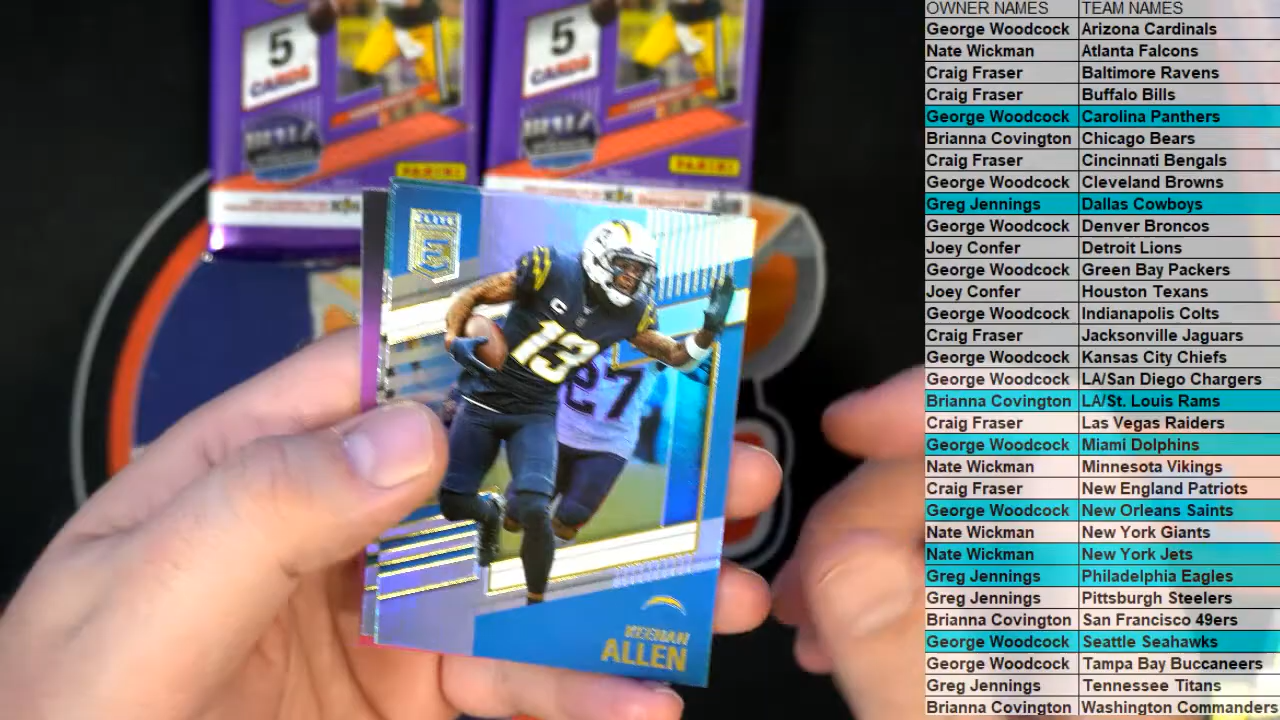 5
CARDS
PANINI
5
CARDS
PANINI
ELITE
E
C
13
27
KEENAN
ALLEN
OWNER NAMES TEAM NAMES
George Woodcock Arizona Cardinals
Nate Wickman Atlanta Falcons
Craig Fraser Baltimore Ravens
Craig Fraser Buffalo Bills
George Woodcock Carolina Panthers
Brianna Covington Chicago Bears
Craig Fraser Cincinnati Bengals
George Woodcock Cleveland Browns
Greg Jennings Dallas Cowboys
George Woodcock Denver Broncos
Joey Confer Detroit Lions
George Woodcock Green Bay Packers
Joey Confer Houston Texans
George Woodcock Indianapolis Colts
Craig Fraser Jacksonville Jaguars
George Woodcock Kansas City Chiefs
George Woodcock LA/San Diego Chargers
Brianna Covington LA/St. Louis Rams
Craig Fraser Las Vegas Raiders
George Woodcock Miami Dolphins
Nate Wickman Minnesota Vikings
Craig Fraser New England Patriots
George Woodcock New Orleans Saints
Nate Wickman New York Giants
Nate Wickman New York Jets
Greg Jennings Philadelphia Eagles
Greg Jennings Pittsburgh Steelers
Brianna Covington San Francisco 49ers
George Woodcock Seattle Seahawks
George Woodcock Tampa Bay Buccaneers
Greg Jennings Tennessee Titans
Brianna Covington Washington Commanders